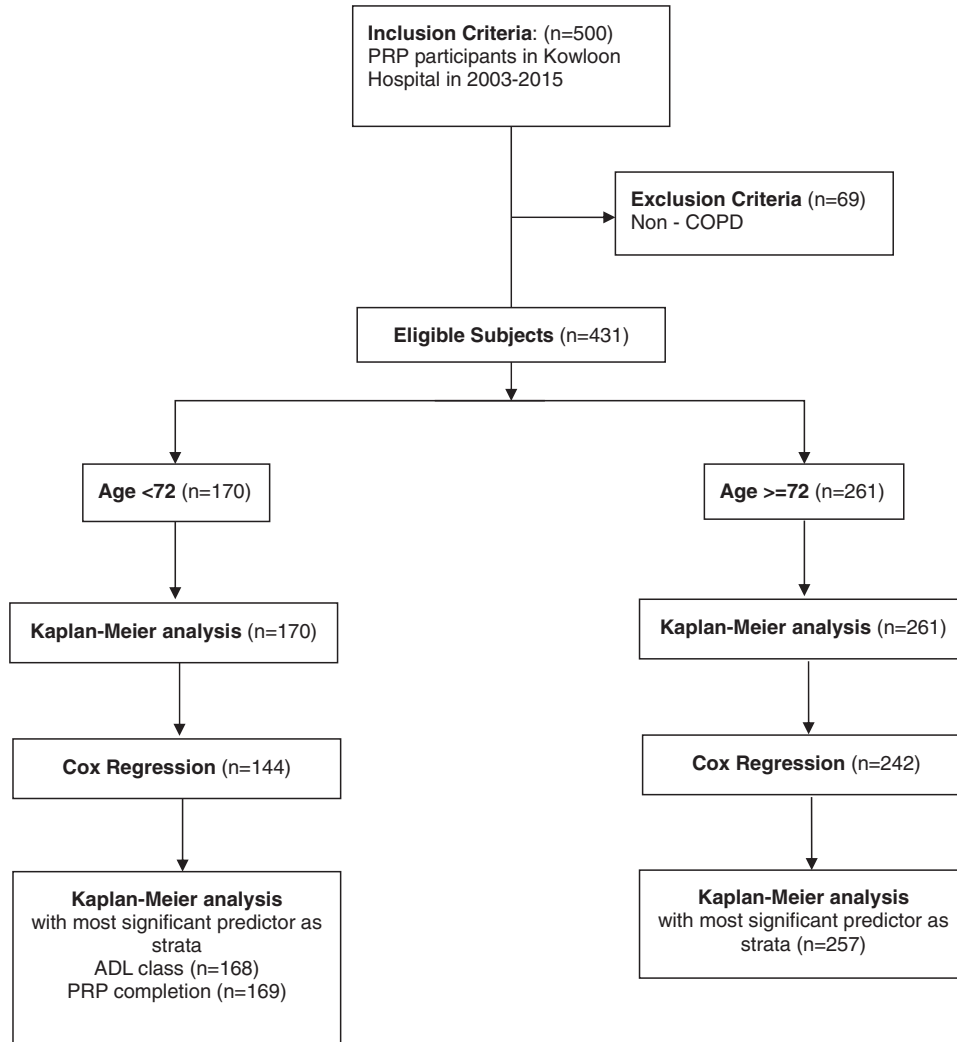 Inclusion Criteria: (n=500)
PRP participants in Kowloon
Hospital in 2003-2015
Exclusion Criteria (n=69)
Non - COPD
Eligible Subjects (n=431)
Age <72 (n=170)
Age >=72 (n=261)
Kaplan-Meier analysis (n=170)
Kaplan-Meier analysis (n=261)
Cox Regression (n=144)
Cox Regression (n=242)
Kaplan-Meier analysis
with most significant predictor as
strata
ADL class (n=168)
PRP completion (n=169)
Kaplan-Meier analysis
with most significant predictor as
strata (n=257)